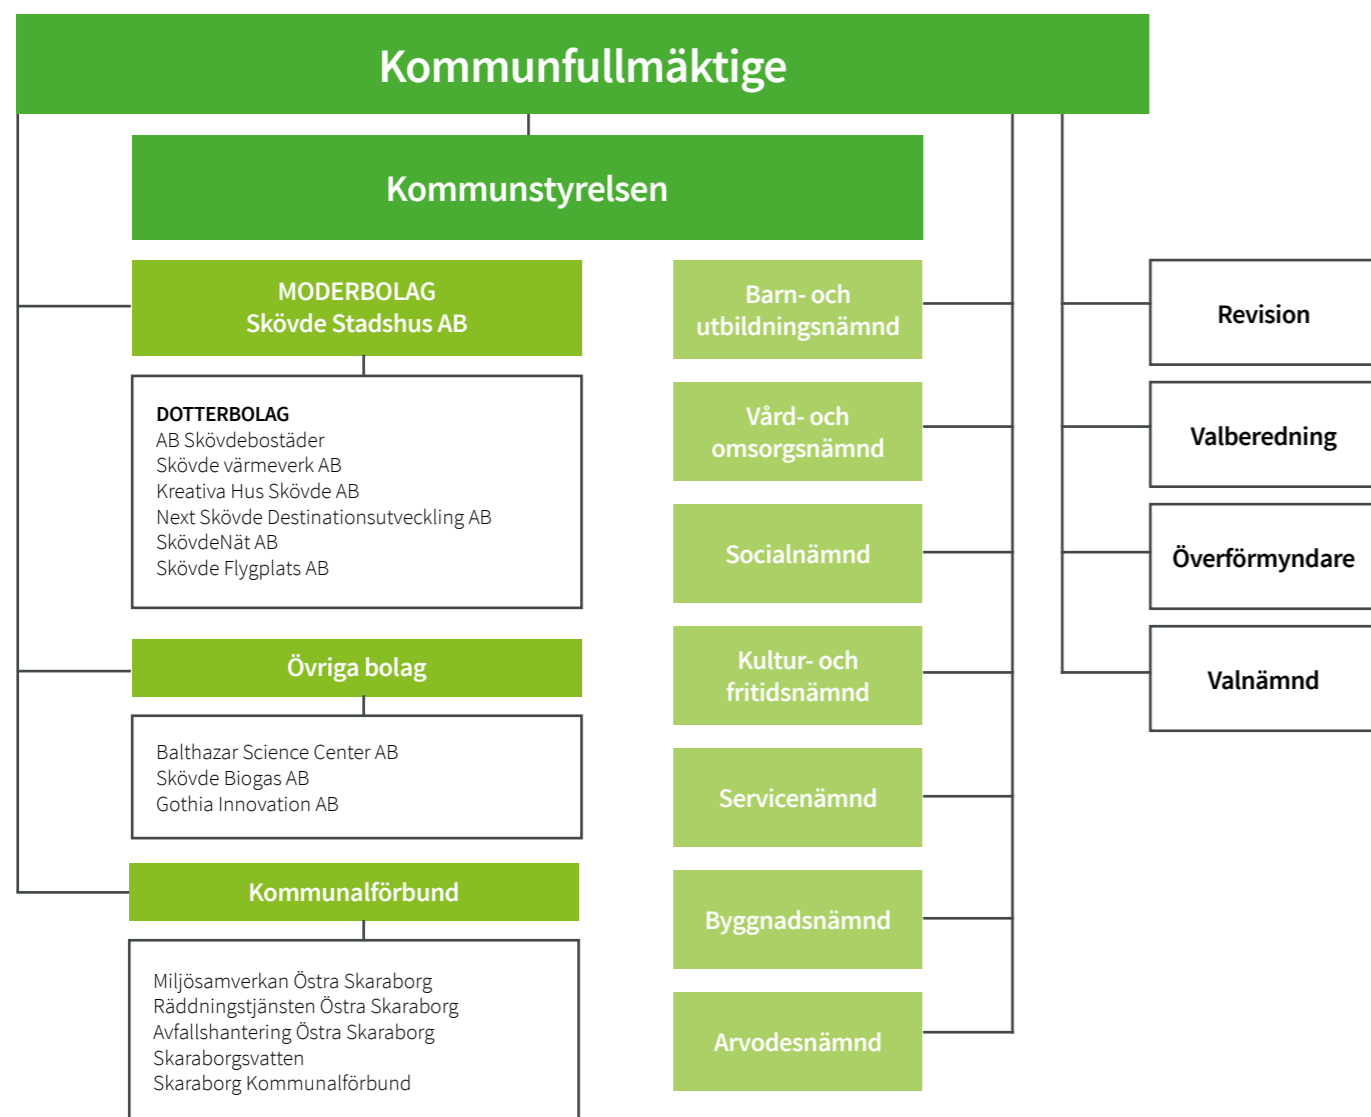 Kommunfullmäktige
Kommunstyrelsen
MODERBOLAG
Skövde Stadshus AB
DOTTERBOLAG
AB Skövdebostäder
Skövde värmeverk AB
Kreativa Hus Skövde AB
Next Skövde Destinationsutveckling AB
SkövdeNät AB
Skövde Flygplats AB
Övriga bolag
Balthazar Science Center AB
Skövde Biogas AB
Gothia Innovation AB
Kommunalförbund
Miljösamverkan Östra Skaraborg
Räddningstjänsten Östra Skaraborg
Avfallshantering Östra Skaraborg
Skaraborgsvatten
Skaraborg Kommunalförbund
Barn- och
utbildningsnämnd
Vård- och
omsorgsnämnd
Socialnämnd
Kultur- och
fritidsnämnd
Servicenämnd
Byggnadsnämnd
Arvodesnämnd
Revision
Valberedning
Överförmyndare
Valnämnd